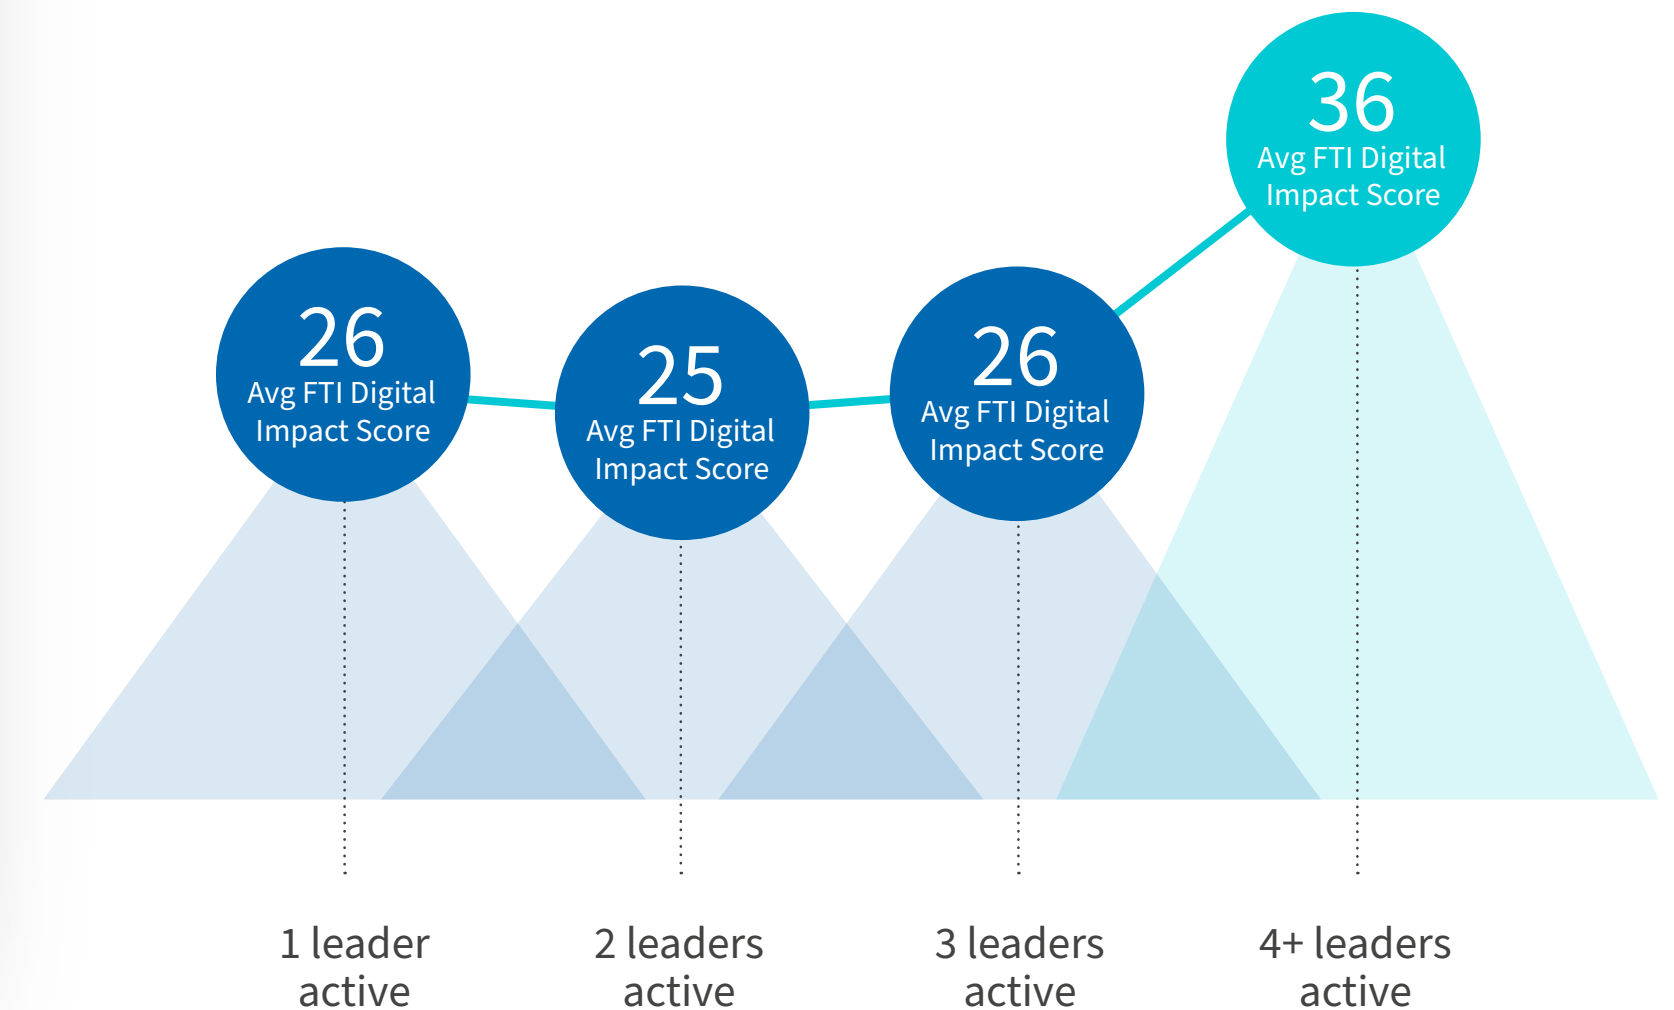 36
Avg FTI Digital
Impact Score
26
Avg FTI Digital
Impact Score
25
Avg FTI Digital
Impact Score
26
Avg FTI Digital
Impact Score
1 leader
active
2 leaders
active
3 leaders
active
4+ leaders
active